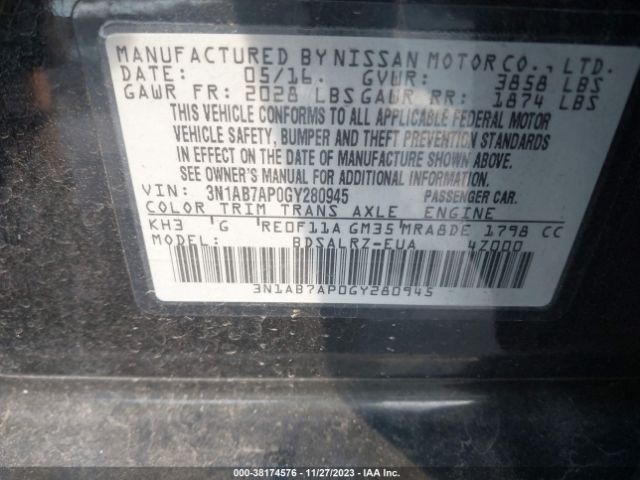 MANUFACTURED BY NISSAN MOTOR CO., LTD.
DATE: 05/16. GVWR: 3858 LBS
GAWR FR: 2028 LBS GAWR RR: 1874 LBS
THIS VEHICLE CONFORMS TO ALL APPLICABLE FEDERAL MOTOR
VEHICLE SAFETY, BUMPER AND THEFT PREVENTION STANDARDS
IN EFFECT ON THE DATE OF MANUFACTURE SHOWN ABOVE.
SEE OWNER'S MANUAL FOR ADDITIONAL INFORMATION.
VIN: 3N1AB7AP0GY280945 PASSENGER CAR.
COLOR TRIM TRANS AXLE ENGINE
KH3 G RE0F11A GM35 MRA8DE 1798 CC
MODEL: BDSALRZ-EUA 4Z000
3N1AB7AP0GY280945
000-38174576 — 11/27/2023 — IAA Inc.